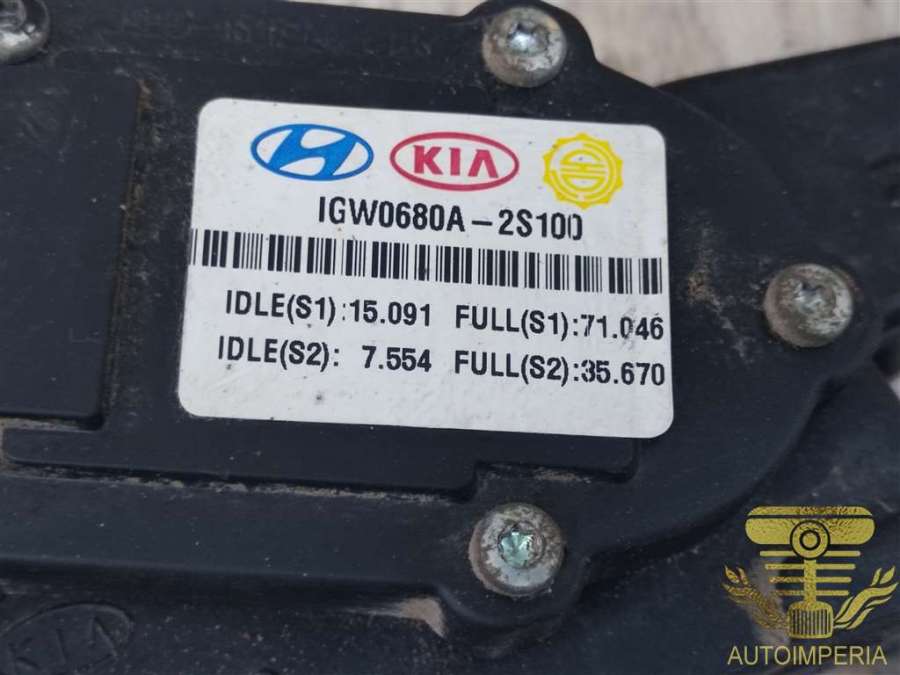 KIA
IGW0680A-2S100
IDLE(S1):15.091 FULL(S1):71.046
IDLE(S2): 7.554 FULL(S2):35.670
KIA
AUTOIMPERIA